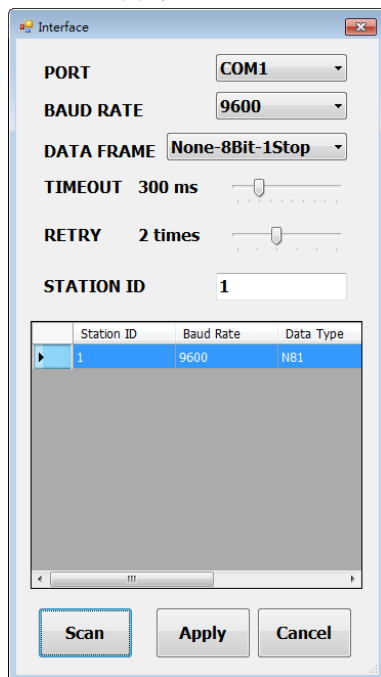 Interface
PORT COM1
BAUD RATE 9600
DATA FRAME None-8Bit-1Stop
TIMEOUT 300 ms
RETRY 2 times
STATION ID 1
Station ID Baud Rate Data Type
1 9600 N81
Scan Apply Cancel